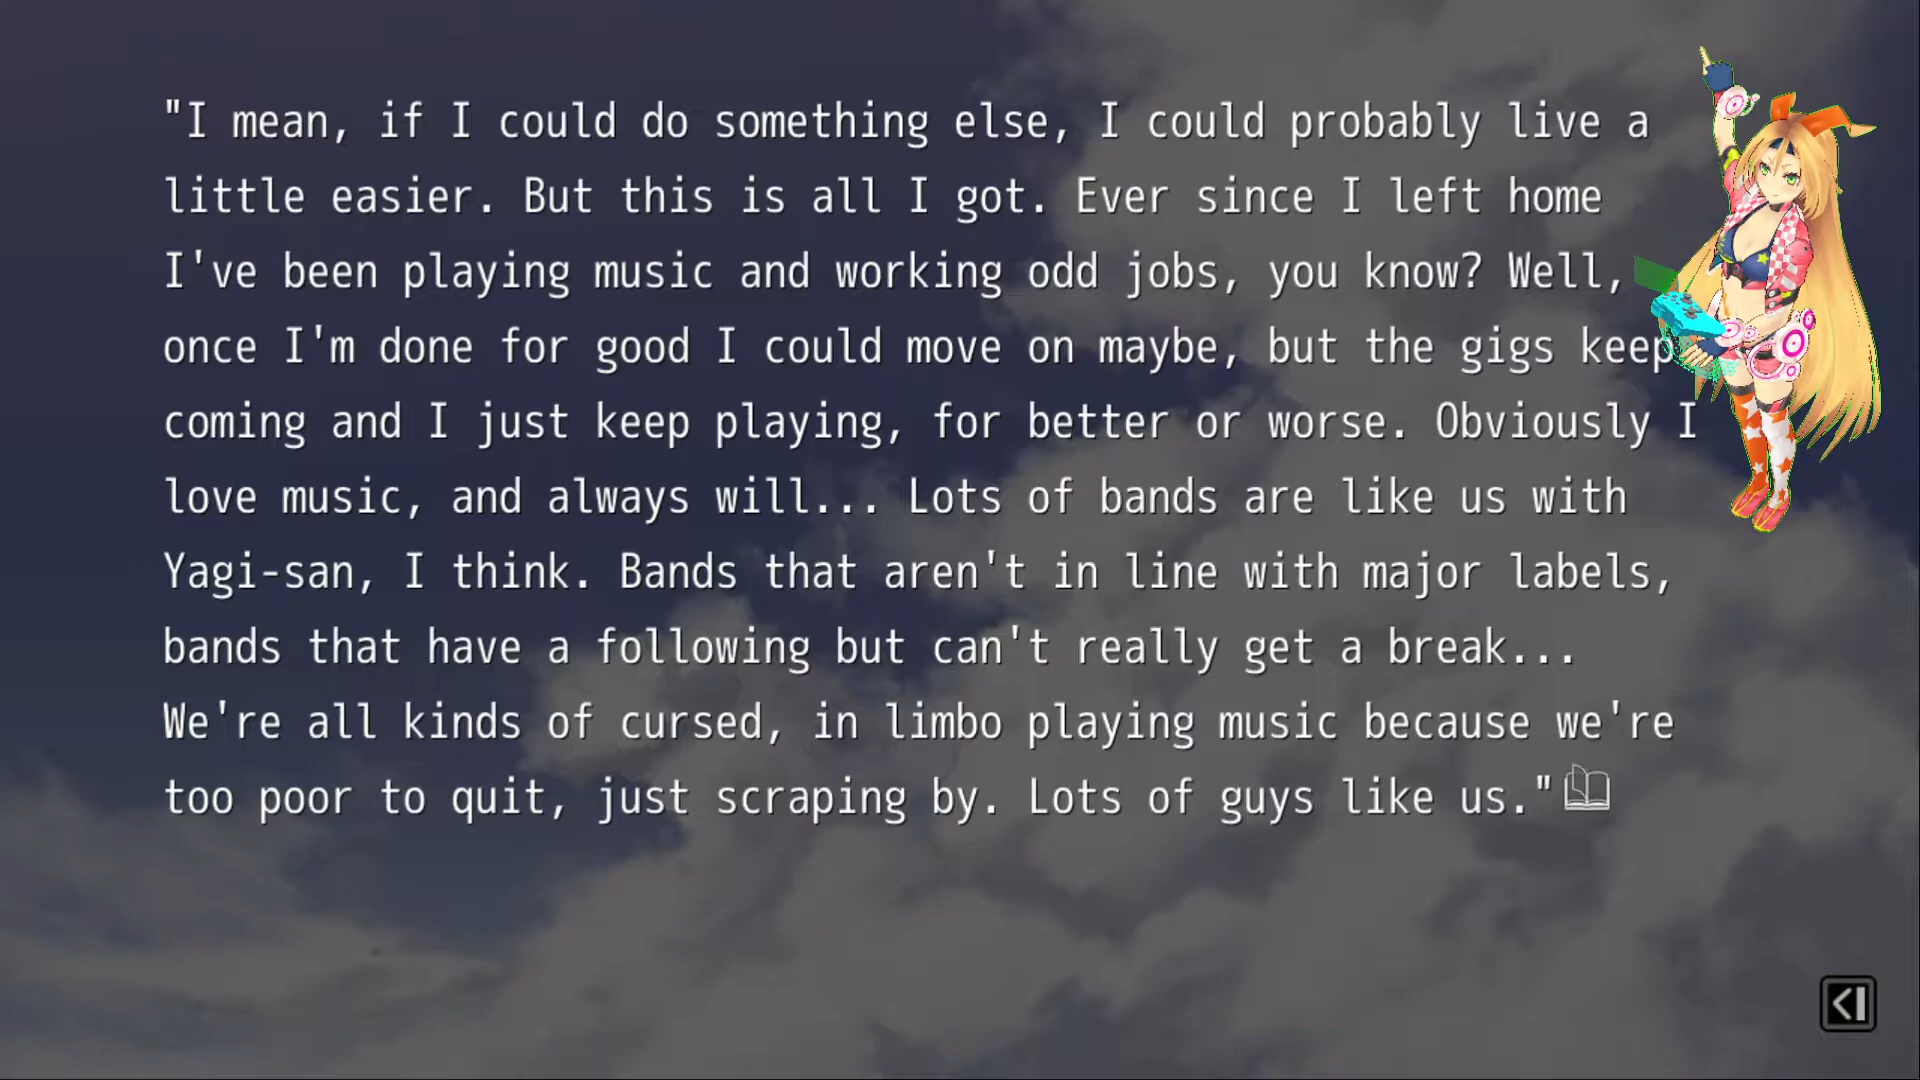 "I mean, if I could do something else, I could probably live a
little easier. But this is all I got. Ever since I left home
I've been playing music and working odd jobs, you know? Well,
once I'm done for good I could move on maybe, but the gigs keep
coming and I just keep playing, for better or worse. Obviously I
love music, and always will... Lots of bands are like us with
Yagi-san, I think. Bands that aren't in line with major labels,
bands that have a following but can't really get a break...
We're all kinds of cursed, in limbo playing music because we're
too poor to quit, just scraping by. Lots of guys like us."